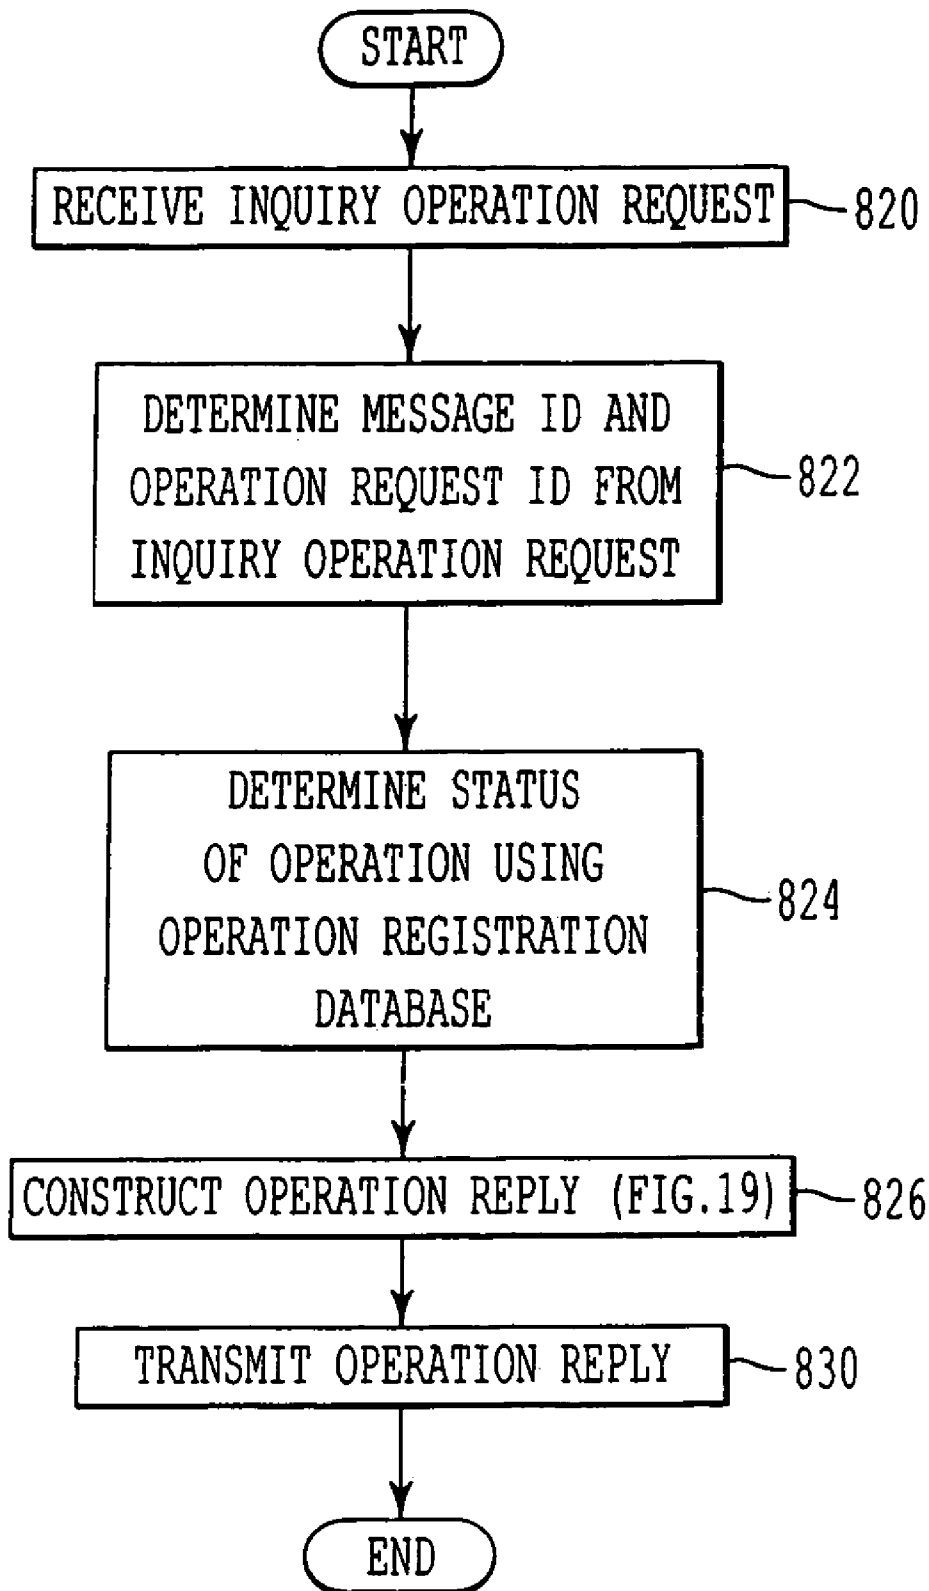 START
RECEIVE INQUIRY OPERATION REQUEST
820
DETERMINE MESSAGE ID AND
OPERATION REQUEST ID FROM
INQUIRY OPERATION REQUEST
822
DETERMINE STATUS
OF OPERATION USING
OPERATION REGISTRATION
DATABASE
824
CONSTRUCT OPERATION REPLY (FIG.19)
826
TRANSMIT OPERATION REPLY
830
END